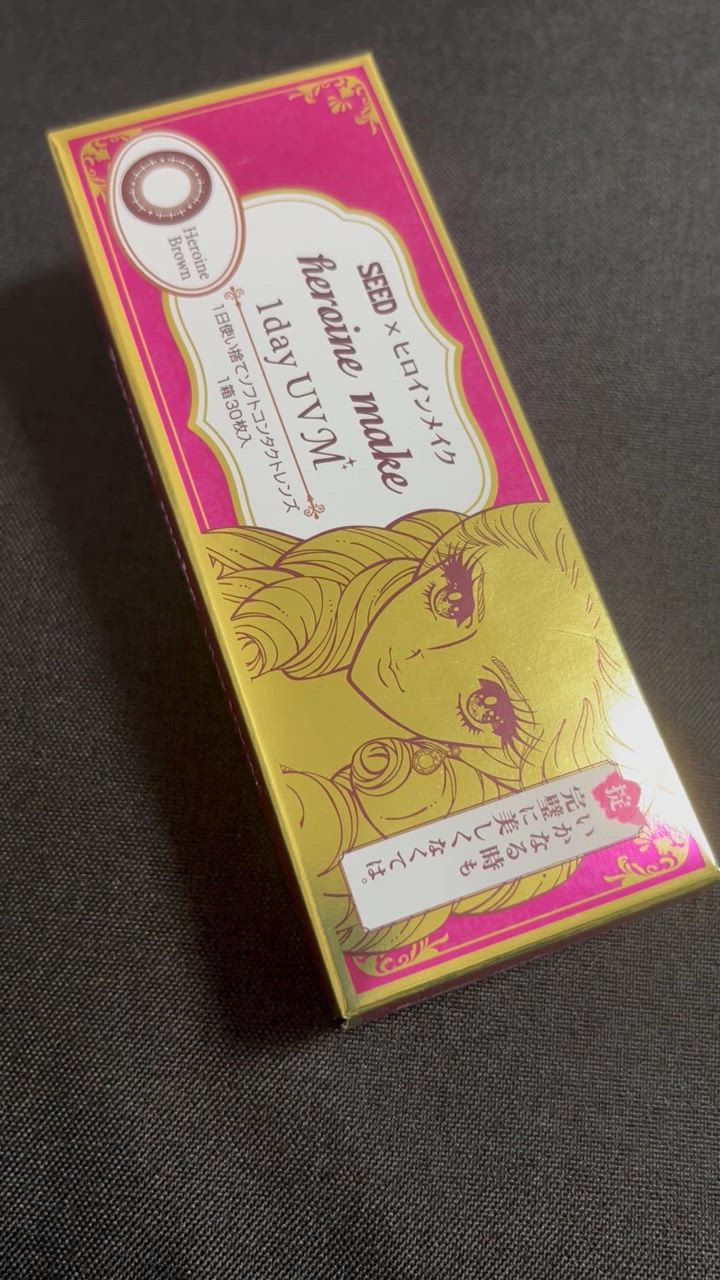 SEED × ヒロインメイク
heroine make
1day UV M
1日使い捨てソフトコンタクトレンズ
1箱30枚入
Heroine
Brown
掟
いかなる時も
完璧に美しくなくては。